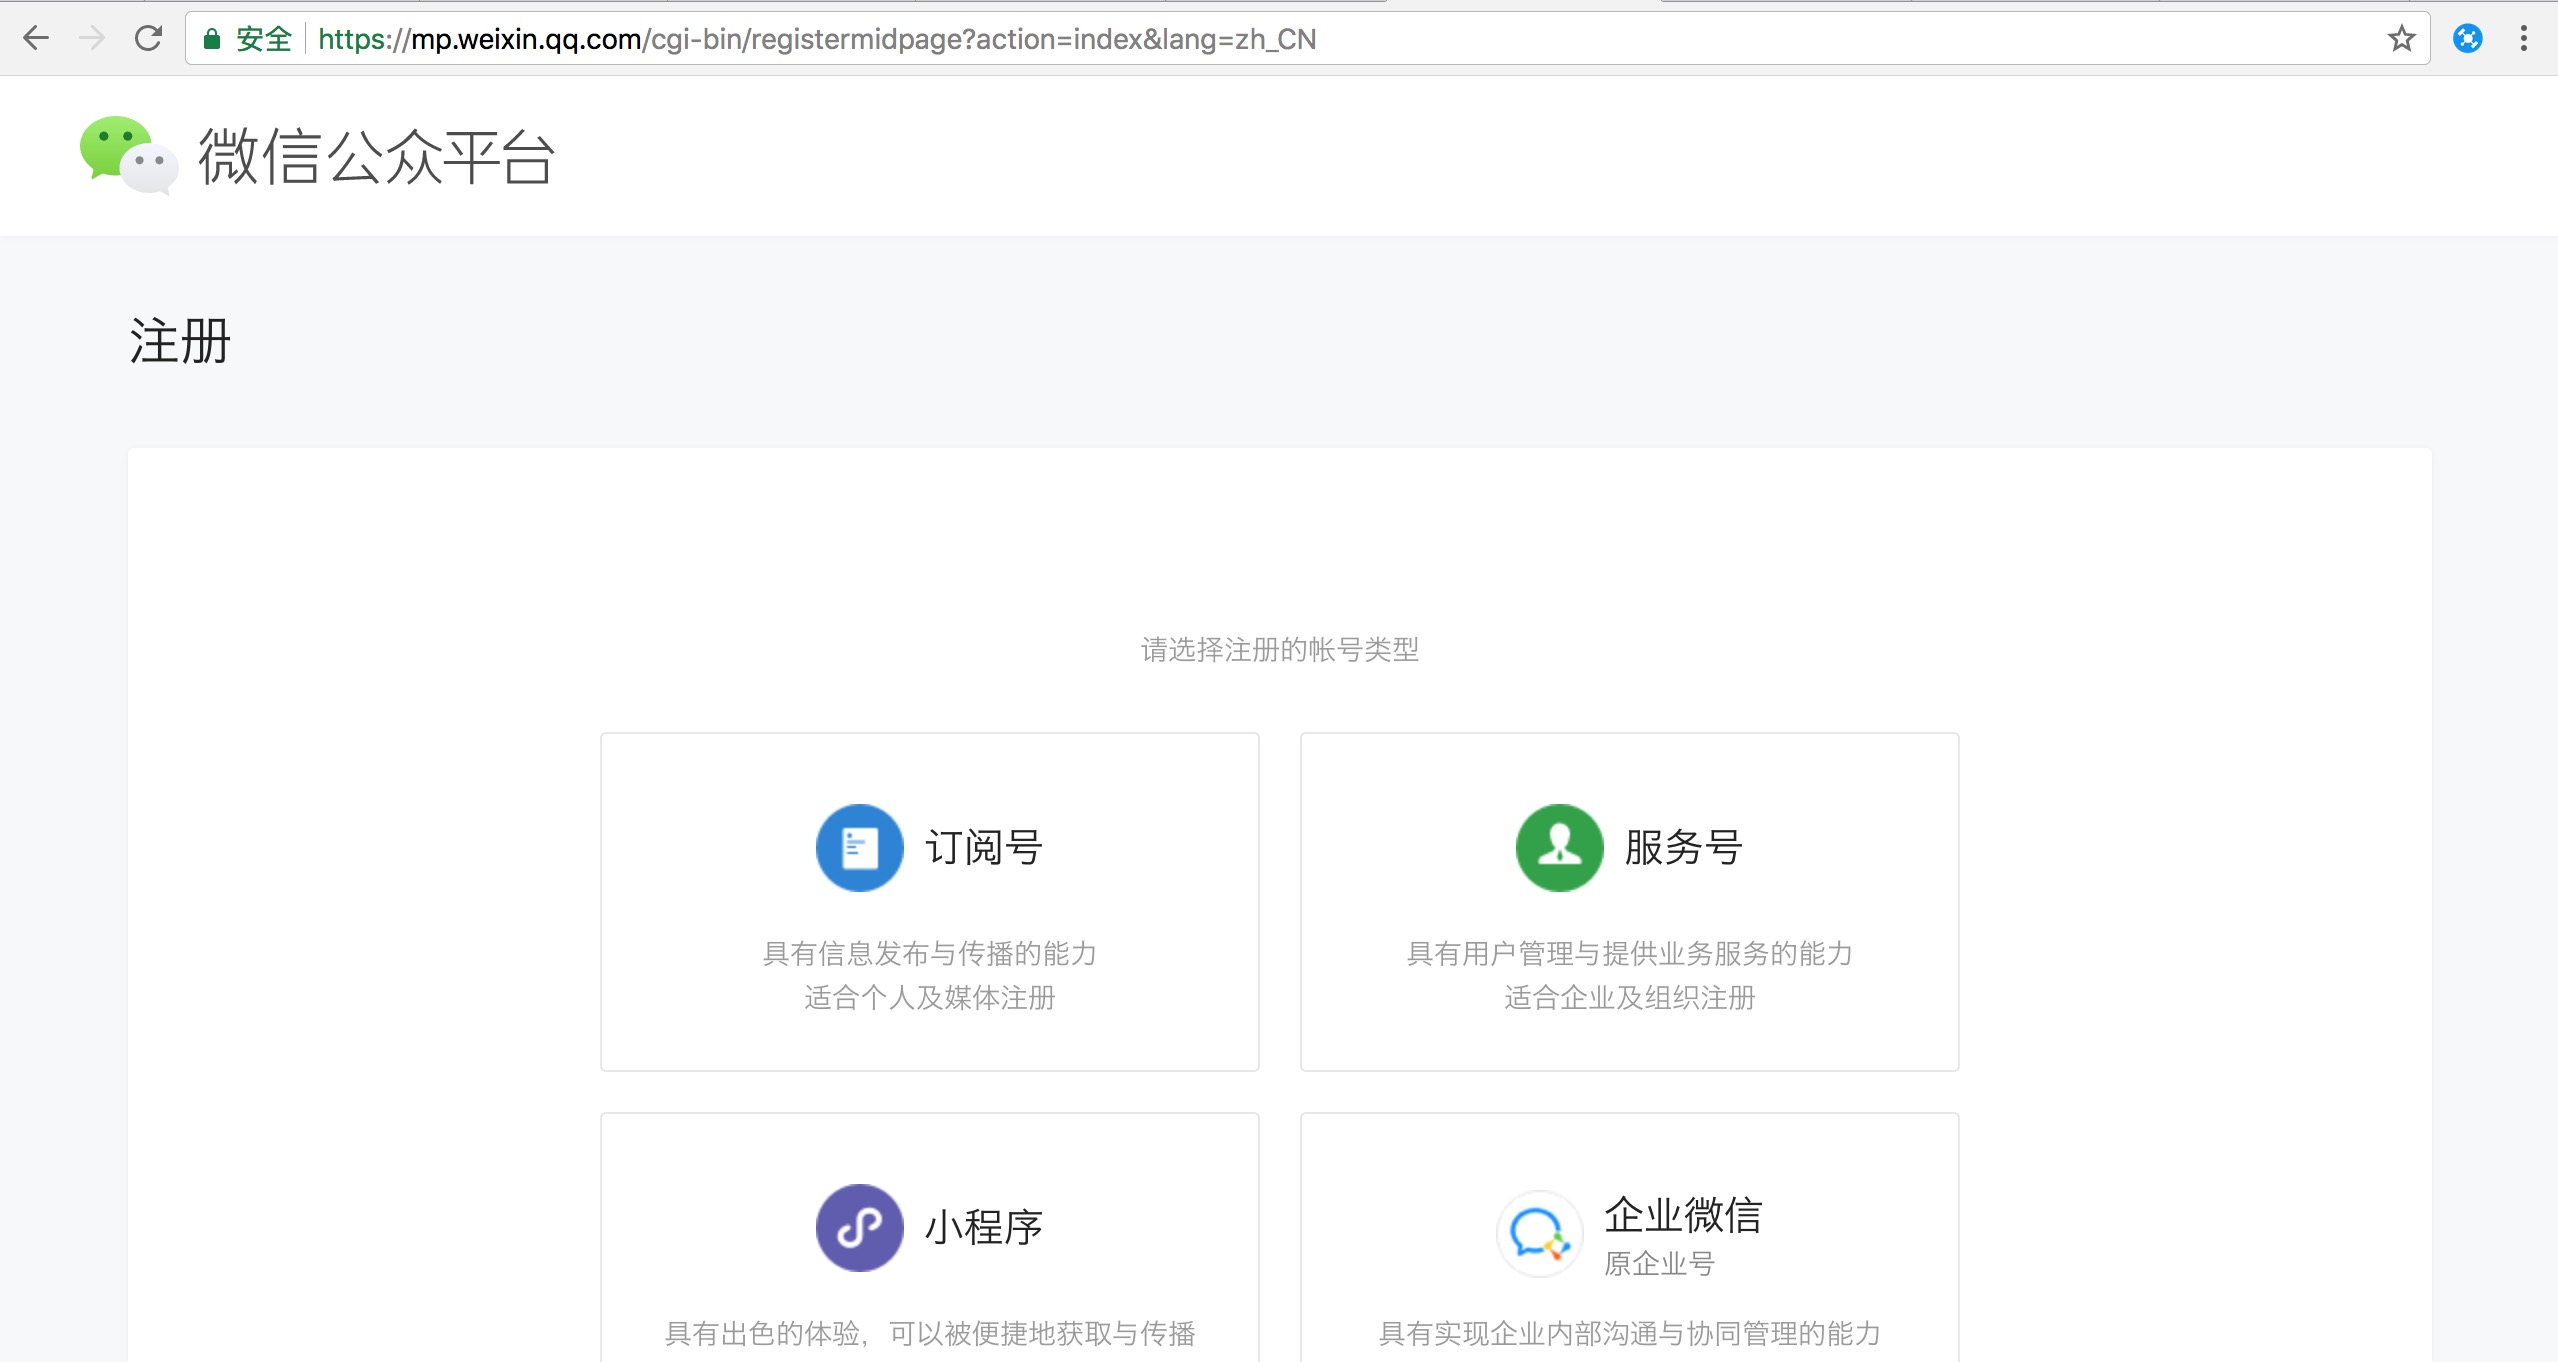 安全 https://mp.weixin.qq.com/cgi-bin/registermidpage?action=index&lang=zh_CN
微信公众平台
注册
请选择注册的帐号类型
订阅号
具有信息发布与传播的能力
适合个人及媒体注册
服务号
具有用户管理与提供业务服务的能力
适合企业及组织注册
小程序
具有出色的体验，可以被便捷地获取与传播
企业微信
原企业号
具有实现企业内部沟通与协同管理的能力